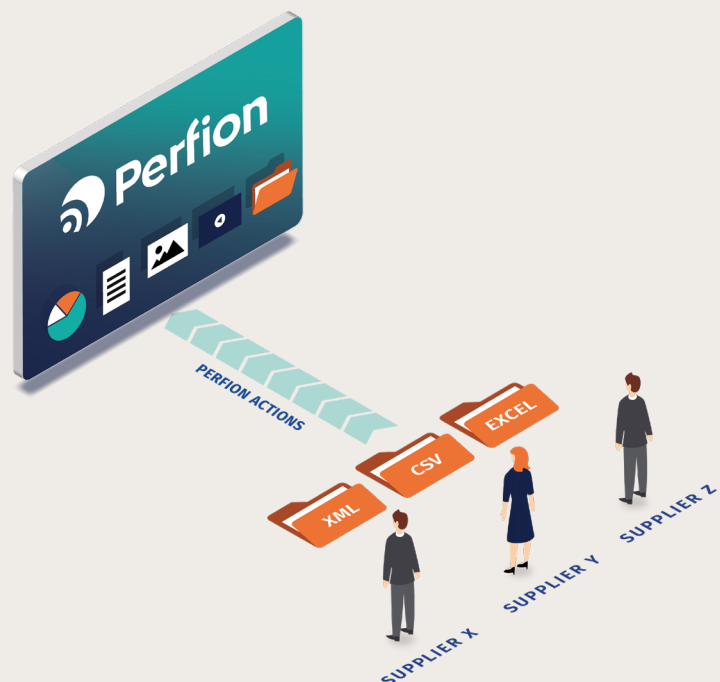 Perfion
PERFION ACTIONS
EXCEL
CSV
XML
SUPPLIER Z
SUPPLIER Y
SUPPLIER X